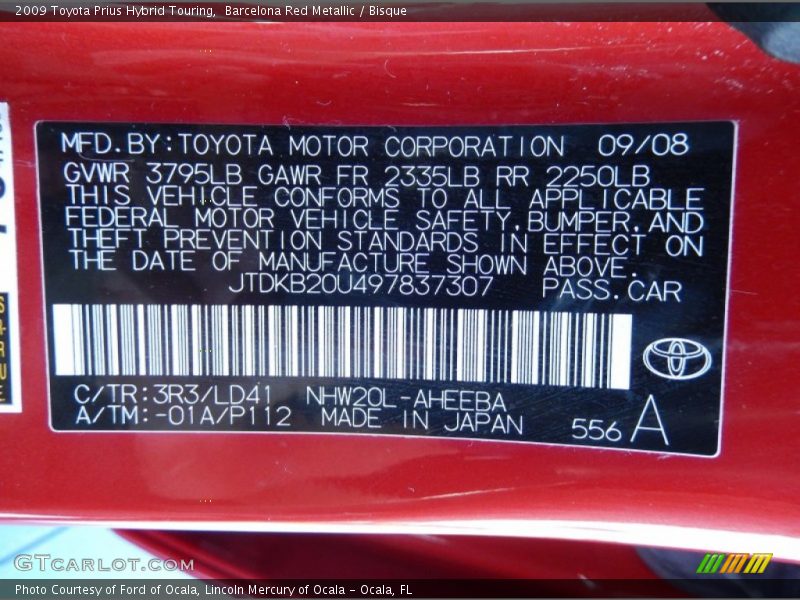 2009 Toyota Prius Hybrid Touring,  Barcelona Red Metallic / Bisque
MFD.BY:TOYOTA MOTOR CORPORATION 09/08
GVWR 3795LB GAWR FR 2335LB RR 2250LB
THIS VEHICLE CONFORMS TO ALL APPLICABLE
FEDERAL MOTOR VEHICLE SAFETY,BUMPER,AND
THEFT PREVENTION STANDARDS IN EFFECT ON
THE DATE OF MANUFACTURE SHOWN ABOVE.
JTDKB20U497837307 PASS.CAR
C/TR:3R3/LD41 NHW20L-AHEEBA
A/TM:-01A/P112 MADE IN JAPAN 556 A
GTCARLOT.COM
Photo Courtesy of Ford of Ocala, Lincoln Mercury of Ocala - Ocala, FL